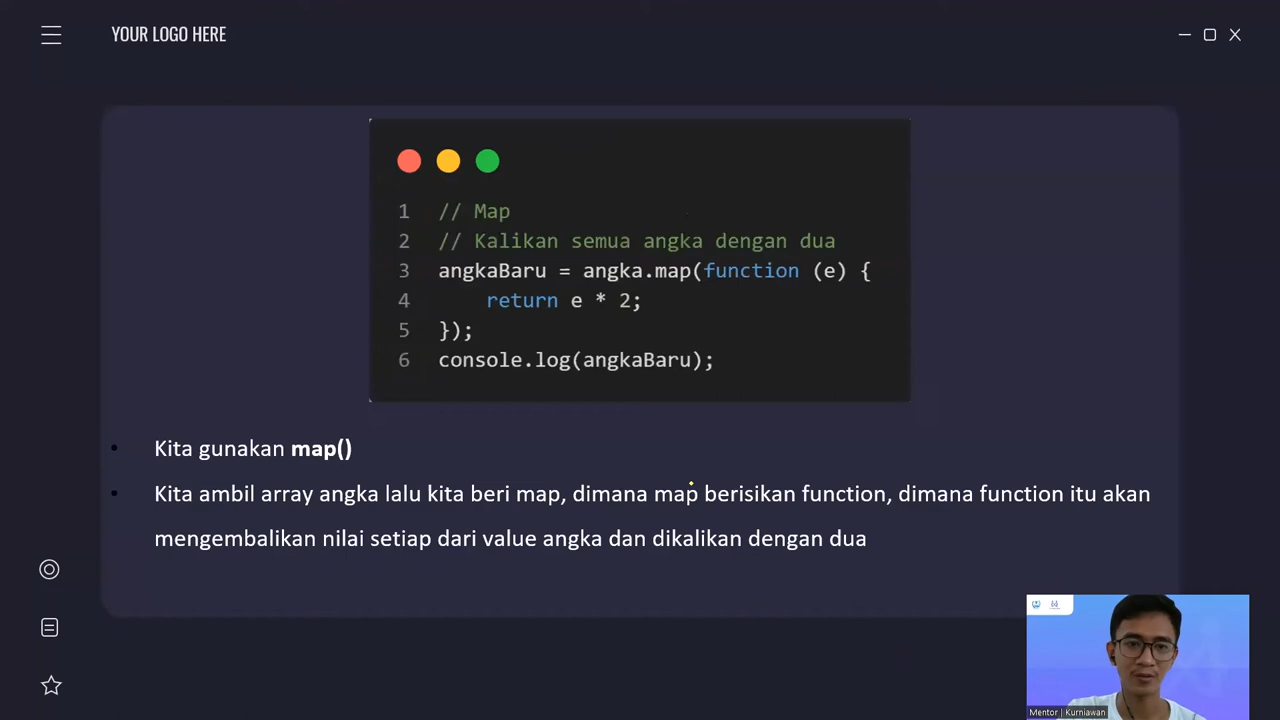 YOUR LOGO HERE
1 // Map
2 // Kalikan semua angka dengan dua
3 angkaBaru = angka.map(function (e) {
4     return e * 2;
5 });
6 console.log(angkaBaru);
• Kita gunakan map()
• Kita ambil array angka lalu kita beri map, dimana map berisikan function, dimana function itu akan
mengembalikan nilai setiap dari value angka dan dikalikan dengan dua
Mentor | Kurniawan